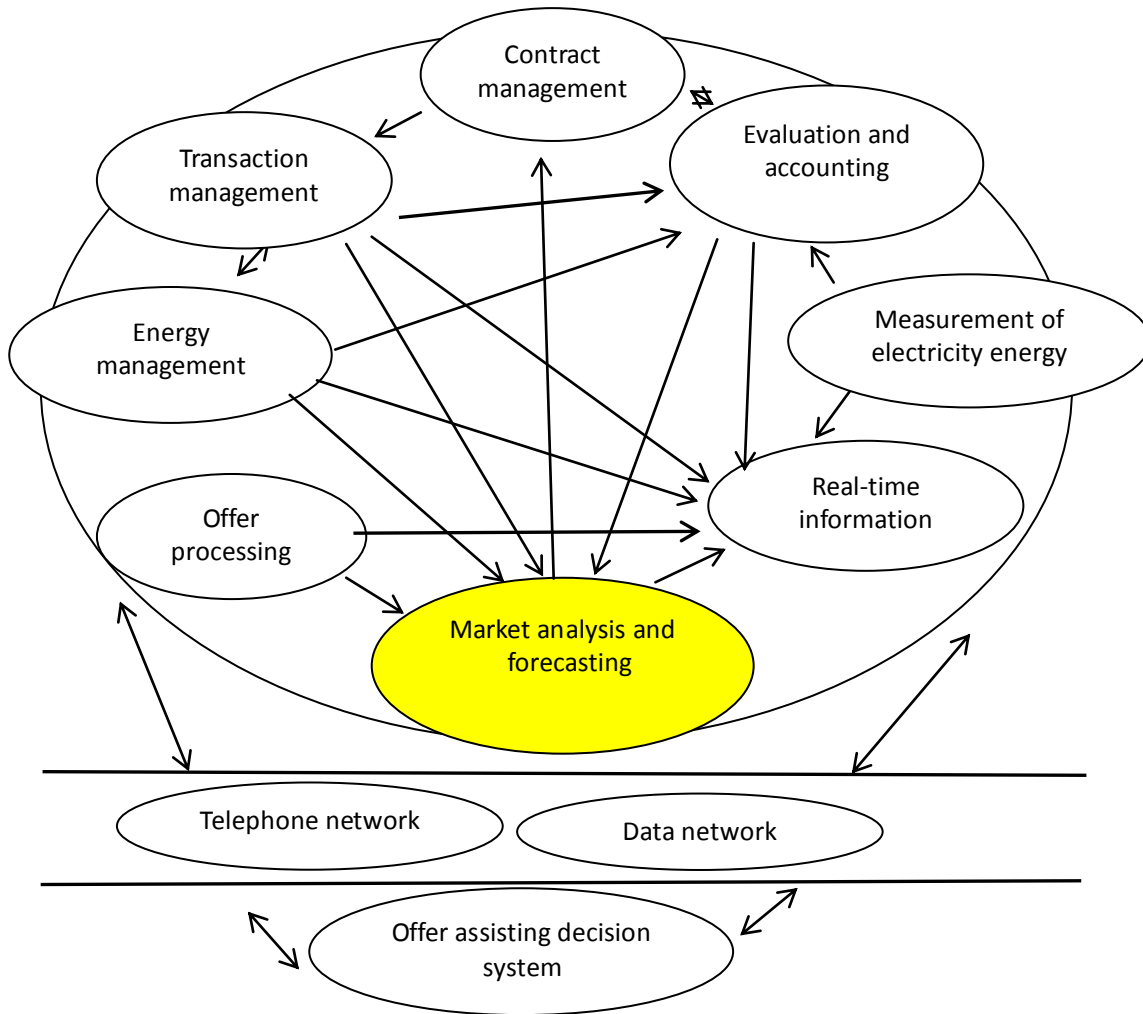 Contract
management
Transaction
management
Evaluation and
accounting
Energy
management
Measurement of
electricity energy
Offer
processing
Real-time
information
Market analysis and
forecasting
Telephone network
Data network
Offer assisting decision
system